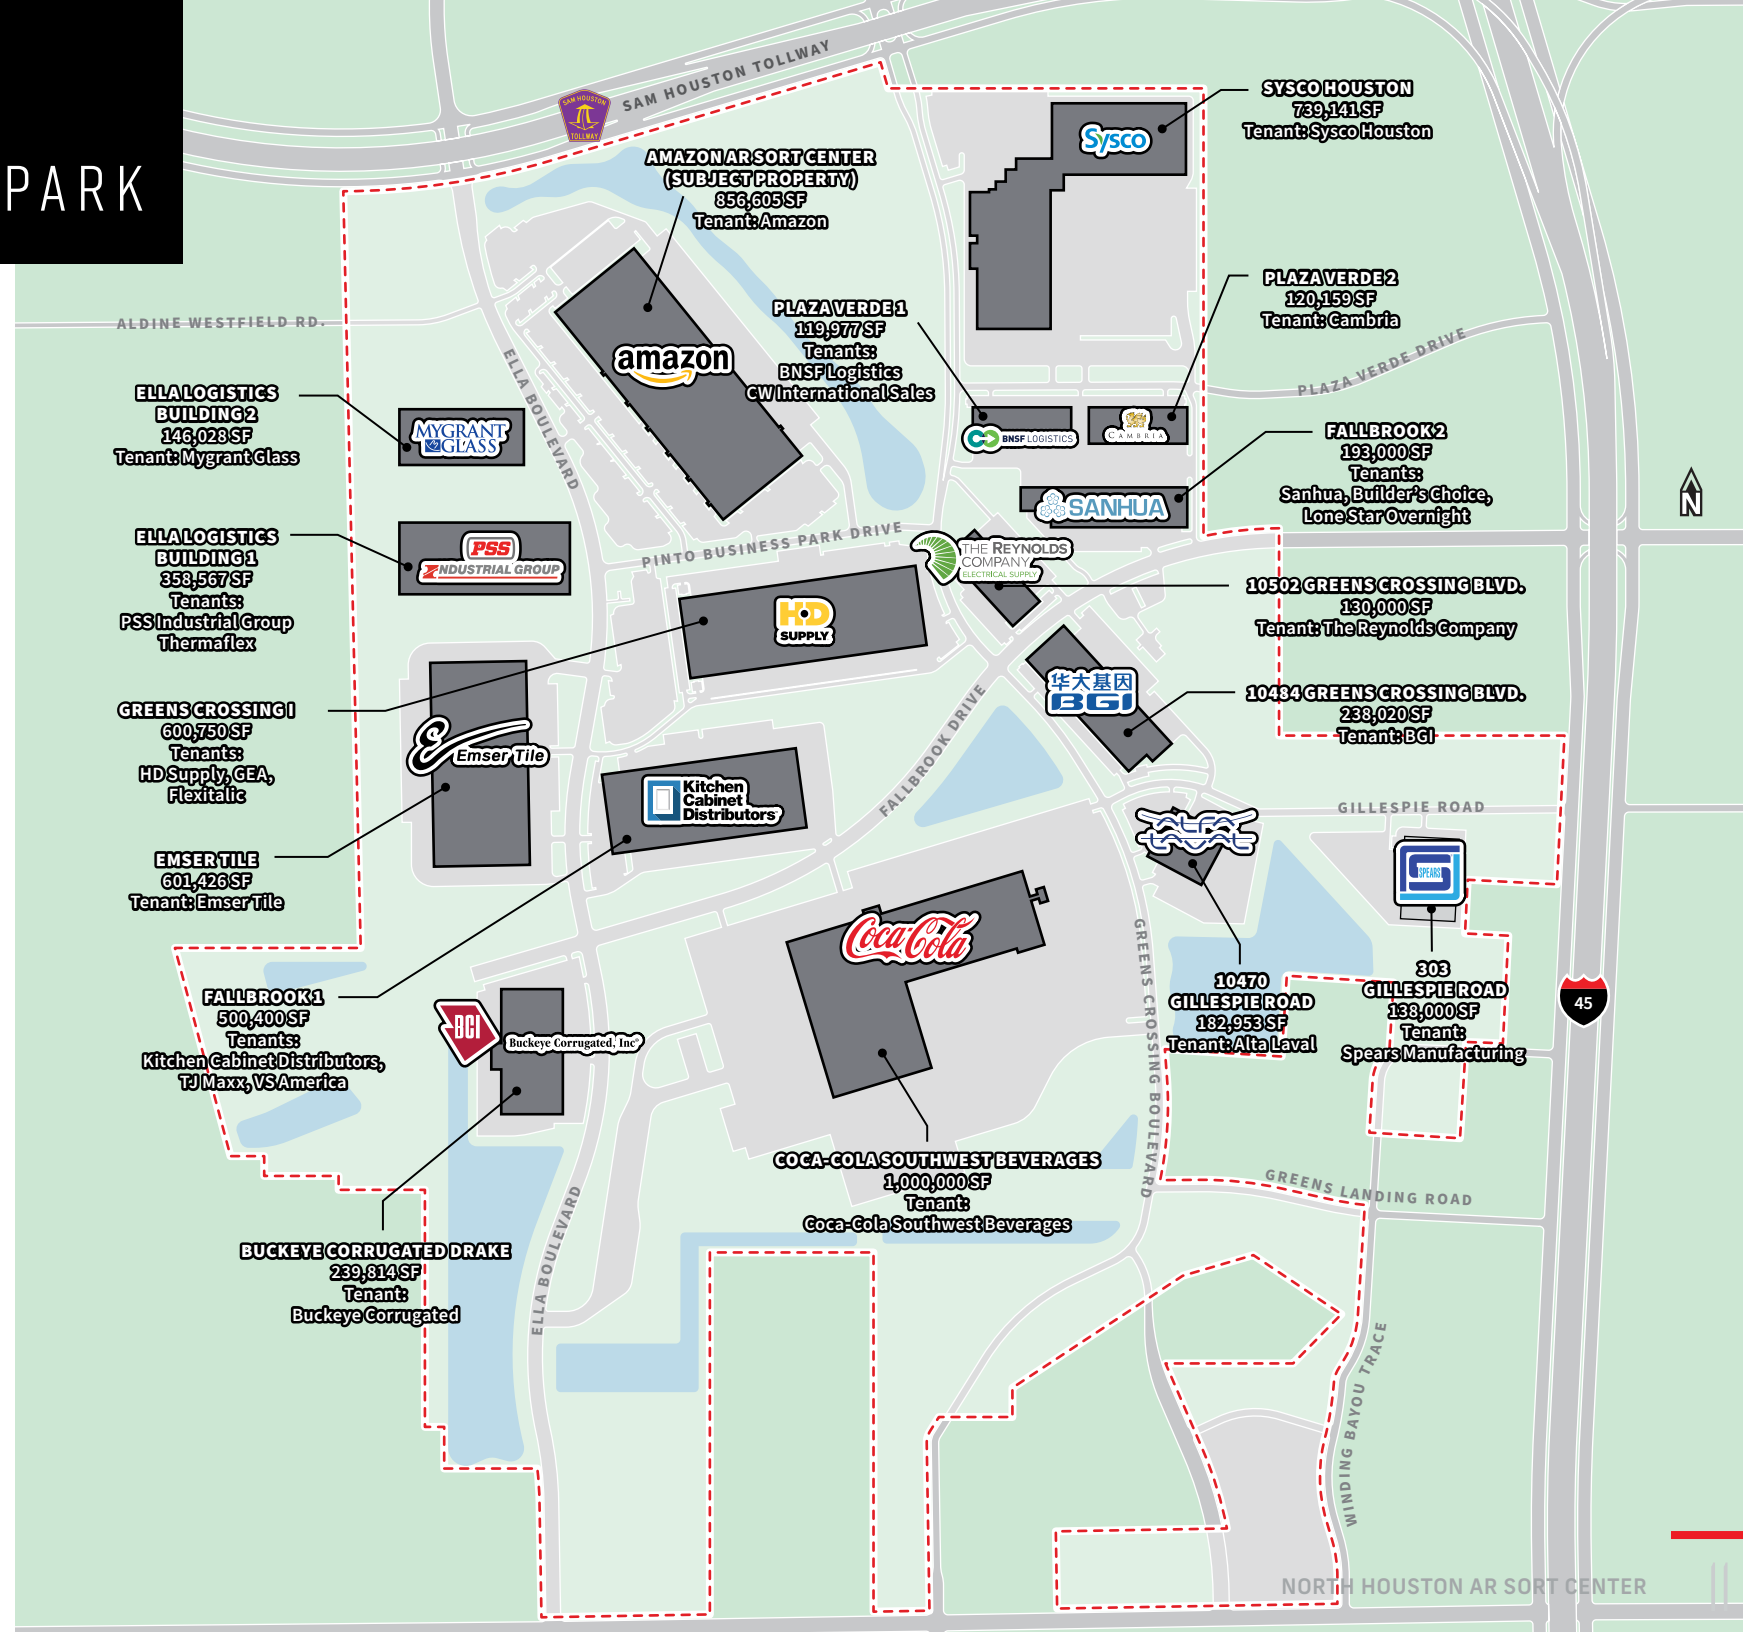 PARK
SAM HOUSTON TOLLWAY
SAM HOUSTON
TOLLWAY
SYSCO HOUSTON
739,141 SF
Tenant: Sysco Houston
Sysco
AMAZON AR SORT CENTER
(SUBJECT PROPERTY)
856,605 SF
Tenant: Amazon
amazon
PLAZA VERDE 1
119,977 SF
Tenants:
BNSF Logistics
CW International Sales
PLAZA VERDE 2
120,159 SF
Tenant: Cambria
ALDINE WESTFIELD RD.
ELLA BOULEVARD
PLAZA VERDE DRIVE
ELLA LOGISTICS
BUILDING 2
146,028 SF
Tenant: Mygrant Glass
MYGRANT
GLASS
BNSF LOGISTICS
CAMBRIA
FALLBROOK 2
193,000 SF
Tenants:
Sanhua, Builder's Choice,
Lone Star Overnight
SANHUA
N
ELLA LOGISTICS
BUILDING 1
358,567 SF
Tenants:
PSS Industrial Group
Thermaflex
PSS
INDUSTRIAL GROUP
PINTO BUSINESS PARK DRIVE
THE REYNOLDS
COMPANY
ELECTRICAL SUPPLY
10502 GREENS CROSSING BLVD.
130,000 SF
Tenant: The Reynolds Company
HD
SUPPLY
华大基因
BGI
10484 GREENS CROSSING BLVD.
238,020 SF
Tenant: BGI
GREENS CROSSING I
600,750 SF
Tenants:
HD Supply, GEA,
Flexitalic
E
Emser Tile
FALLBROOK DRIVE
Kitchen
Cabinet
Distributors
GILLESPIE ROAD
ALFA
LAVAL
SPEARS
EMSER TILE
601,426 SF
Tenant: Emser Tile
Coca-Cola
GREENS CROSSING BOULEVARD
FALLBROOK 1
500,400 SF
Tenants:
Kitchen Cabinet Distributors,
TJ Maxx, VS America
BCI
Buckeye Corrugated, Inc
10470
GILLESPIE ROAD
182,953 SF
Tenant: Alta Laval
303
GILLESPIE ROAD
138,000 SF
Tenant:
Spears Manufacturing
45
COCA-COLA SOUTHWEST BEVERAGES
1,000,000 SF
Tenant:
Coca-Cola Southwest Beverages
GREENS LANDING ROAD
BUCKEYE CORRUGATED DRAKE
239,814 SF
Tenant:
Buckeye Corrugated
ELLA BOULEVARD
WINDING BAYOU TRACE
NORTH HOUSTON AR SORT CENTER
11